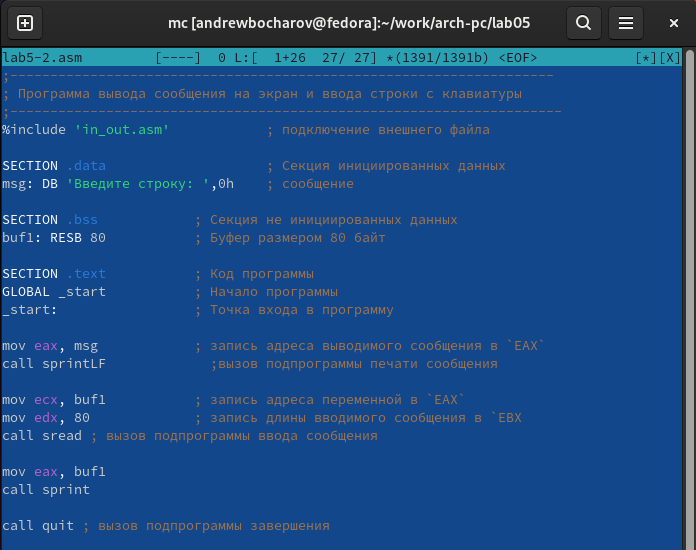 mc [andrewbocharov@fedora]:~/work/arch-pc/lab05
lab5-2.asm [----] 0 L:[ 1+26 27/ 27] *(1391/1391b) <EOF> [*][X]
;--------------------------------------------------------------------
; Программа вывода сообщения на экран и ввода строки с клавиатуры
;---------------------------------------------------------------------
%include 'in_out.asm' ; подключение внешнего файла
SECTION .data ; Секция инициированных данных
msg: DB 'Введите строку: ',0h ; сообщение
SECTION .bss ; Секция не инициированных данных
buf1: RESB 80 ; Буфер размером 80 байт
SECTION .text ; Код программы
GLOBAL _start ; Начало программы
_start: ; Точка входа в программу
mov eax, msg ; запись адреса выводимого сообщения в `EAX`
call sprintLF ;вызов подпрограммы печати сообщения
mov ecx, buf1 ; запись адреса переменной в `EAX`
mov edx, 80 ; запись длины вводимого сообщения в `EBX
call sread ; вызов подпрограммы ввода сообщения
mov eax, buf1
call sprint
call quit ; вызов подпрограммы завершения